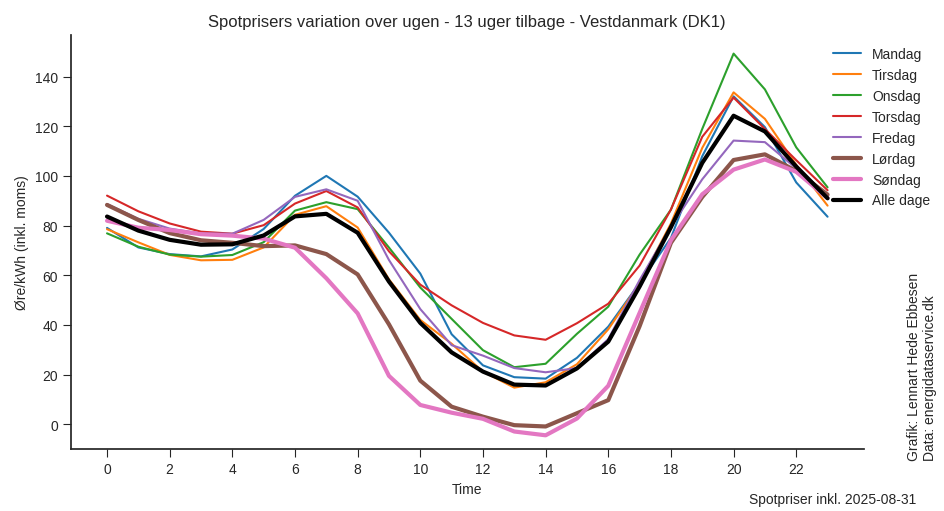 Spotprisers variation over ugen - 13 uger tilbage - Vestdanmark (DK1)
Øre/kWh (inkl. moms)
140
120
100
80
60
40
20
0
0 2 4 6 8 10 12 14 16 18 20 22
Time
Mandag
Tirsdag
Onsdag
Torsdag
Fredag
Lørdag
Søndag
Alle dage
Grafik: Lennart Hede Ebbesen
Data: energidataservice.dk
Spotpriser inkl. 2025-08-31